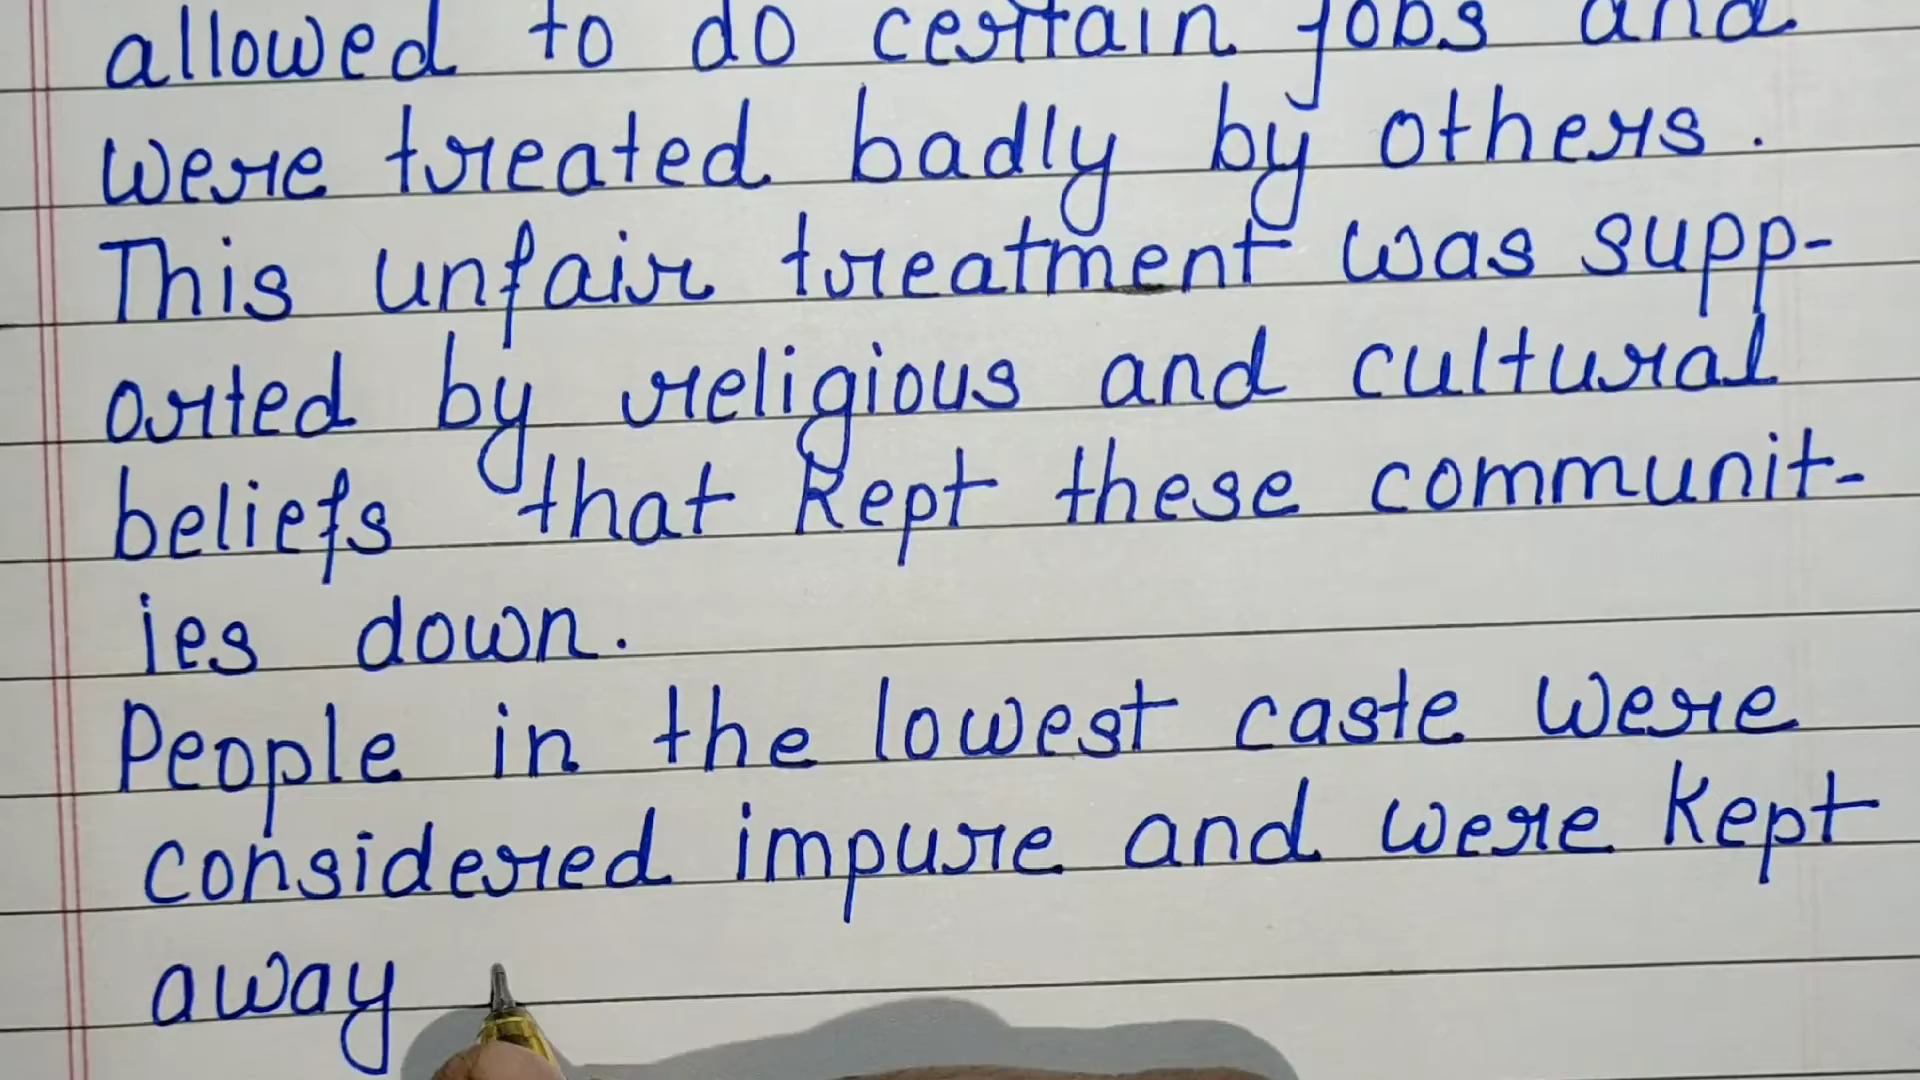 allowed to do certain jobs and
were treated badly by others.
This unfair treatment was supp-
orted by religious and cultural
beliefs that kept these communit-
ies down.
People in the lowest caste were
considered impure and were kept
away